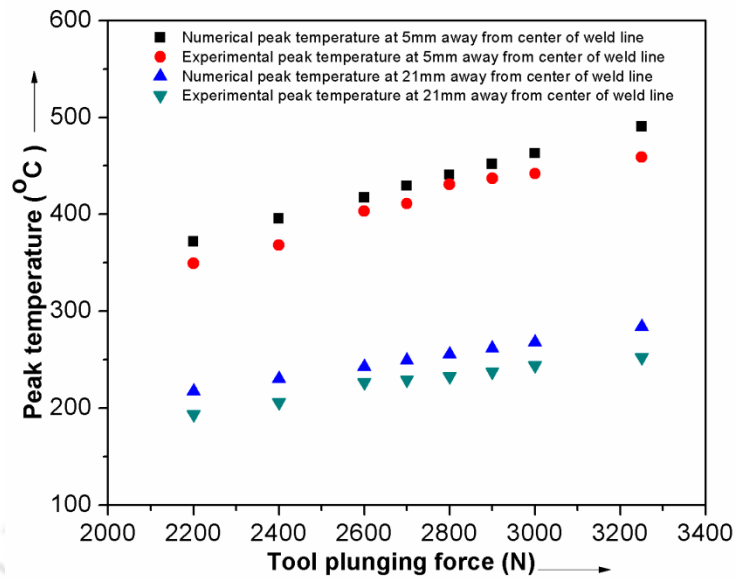 Numerical peak temperature at 5mm away from center of weld line
Experimental peak temperature at 5mm away from center of weld line
Numerical peak temperature at 21mm away from center of weld line
Experimental peak temperature at 21mm away from center of weld line
600
500
400
300
200
100
Peak temperature (°C)
2000 2200 2400 2600 2800 3000 3200 3400
Tool plunging force (N)